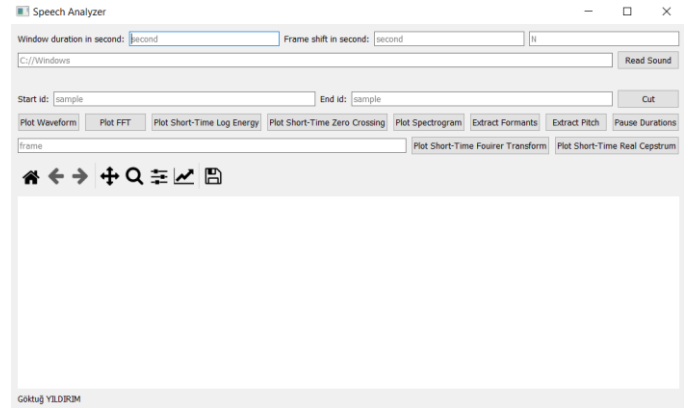 Speech Analyzer
Window duration in second: second Frame shift in second: second N
C://Windows Read Sound
Start id: sample End id: sample Cut
Plot Waveform Plot FFT Plot Short-Time Log Energy Plot Short-Time Zero Crossing Plot Spectrogram Extract Formants Extract Pitch Pause Durations
frame Plot Short-Time Fouirer Transform Plot Short-Time Real Cepstrum
Göktuğ YILDIRIM